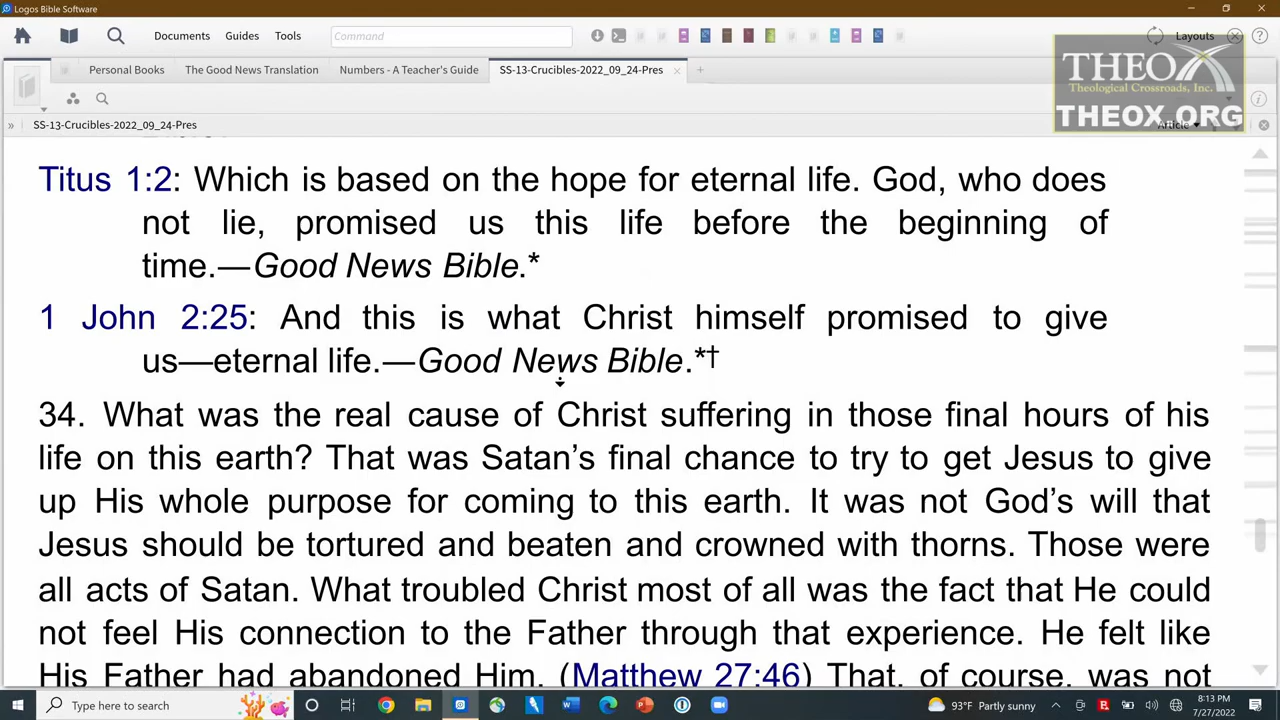 Logos Bible Software
Documents Guides Tools Command Layouts
Personal Books The Good News Translation Numbers - A Teacher's Guide SS-13-Crucibles-2022_09_24-Pres
THEOX
Theological Crossroads, Inc.
THEOX.ORG
SS-13-Crucibles-2022_09_24-Pres Article
Titus 1:2: Which is based on the hope for eternal life. God, who does
not lie, promised us this life before the beginning of
time.—Good News Bible.*
1 John 2:25: And this is what Christ himself promised to give
us—eternal life.—Good News Bible.*†
34. What was the real cause of Christ suffering in those final hours of his
life on this earth? That was Satan's final chance to try to get Jesus to give
up His whole purpose for coming to this earth. It was not God's will that
Jesus should be tortured and beaten and crowned with thorns. Those were
all acts of Satan. What troubled Christ most of all was the fact that He could
not feel His connection to the Father through that experience. He felt like
His Father had abandoned Him. (Matthew 27:46) That, of course, was not
Type here to search
93°F Partly sunny
8:13 PM
7/27/2022